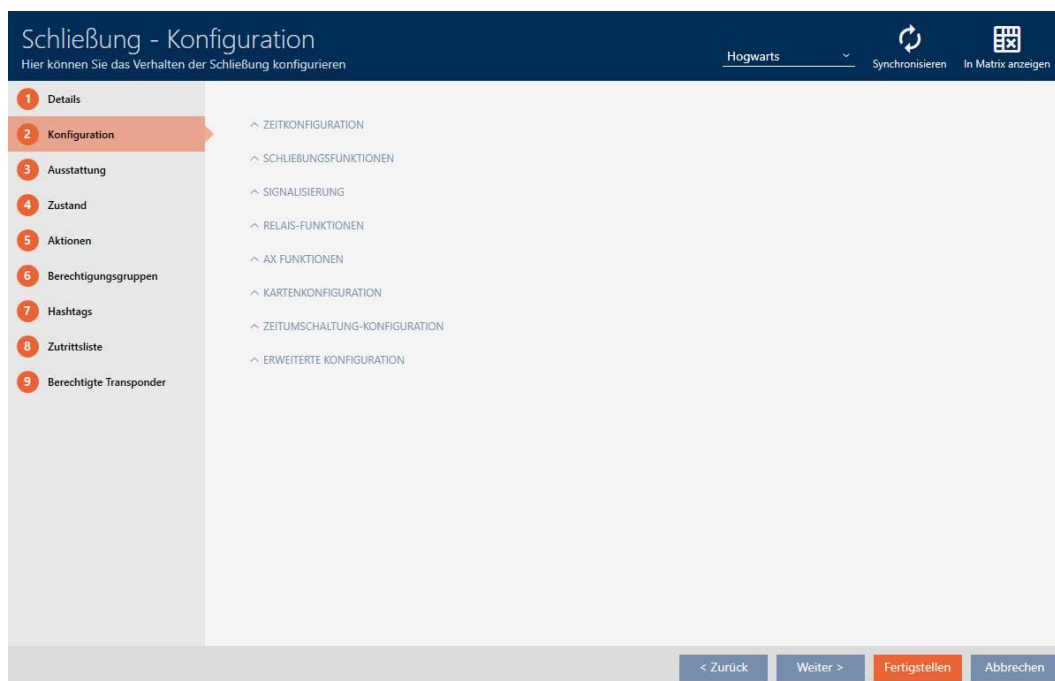 Schließung - Konfiguration
Hier können Sie das Verhalten der Schließung konfigurieren
Hogwarts
Synchronisieren
In Matrix anzeigen
1 Details
2 Konfiguration
3 Ausstattung
4 Zustand
5 Aktionen
6 Berechtigungsgruppen
7 Hashtags
8 Zutrittsliste
9 Berechtigte Transponder
ZEITKONFIGURATION
SCHLIEßUNGSFUNKTIONEN
SIGNALISIERUNG
RELAIS-FUNKTIONEN
AX FUNKTIONEN
KARTENKONFIGURATION
ZEITUMSCHALTUNG-KONFIGURATION
ERWEITERTE KONFIGURATION
< Zurück
Weiter >
Fertigstellen
Abbrechen